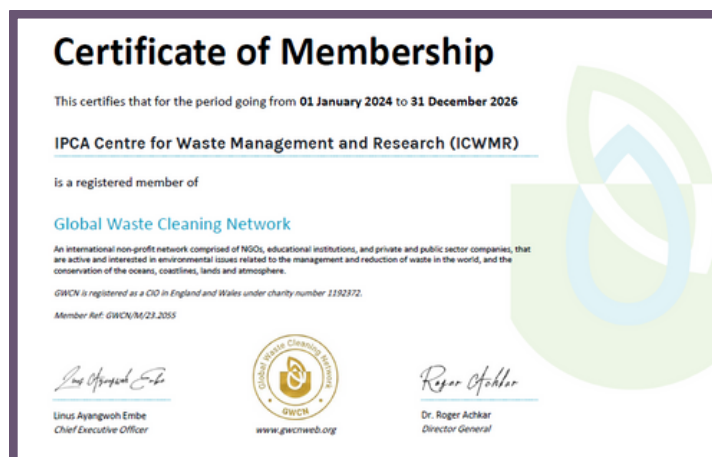 Certificate of Membership
This certifies that for the period going from 01 January 2024 to 31 December 2026
IPCA Centre for Waste Management and Research (ICWMR)
is a registered member of
Global Waste Cleaning Network
An international non-profit network comprised of NGOs, educational institutions, and private and public sector companies, that
are active and interested in environmental issues related to the management and reduction of waste in the world, and the
conservation of the oceans, coastlines, lands and atmosphere.
GWCN is registered as a CIO in England and Wales under charity number 1192372.
Member Ref: GWCN/M/23.2055
Linus Ayangwoh Embe
Roger Achkar
Global Waste Cleaning Network
GWCN
Linus Ayangwoh Embe
Chief Executive Officer
www.gwcnweb.org
Dr. Roger Achkar
Director General